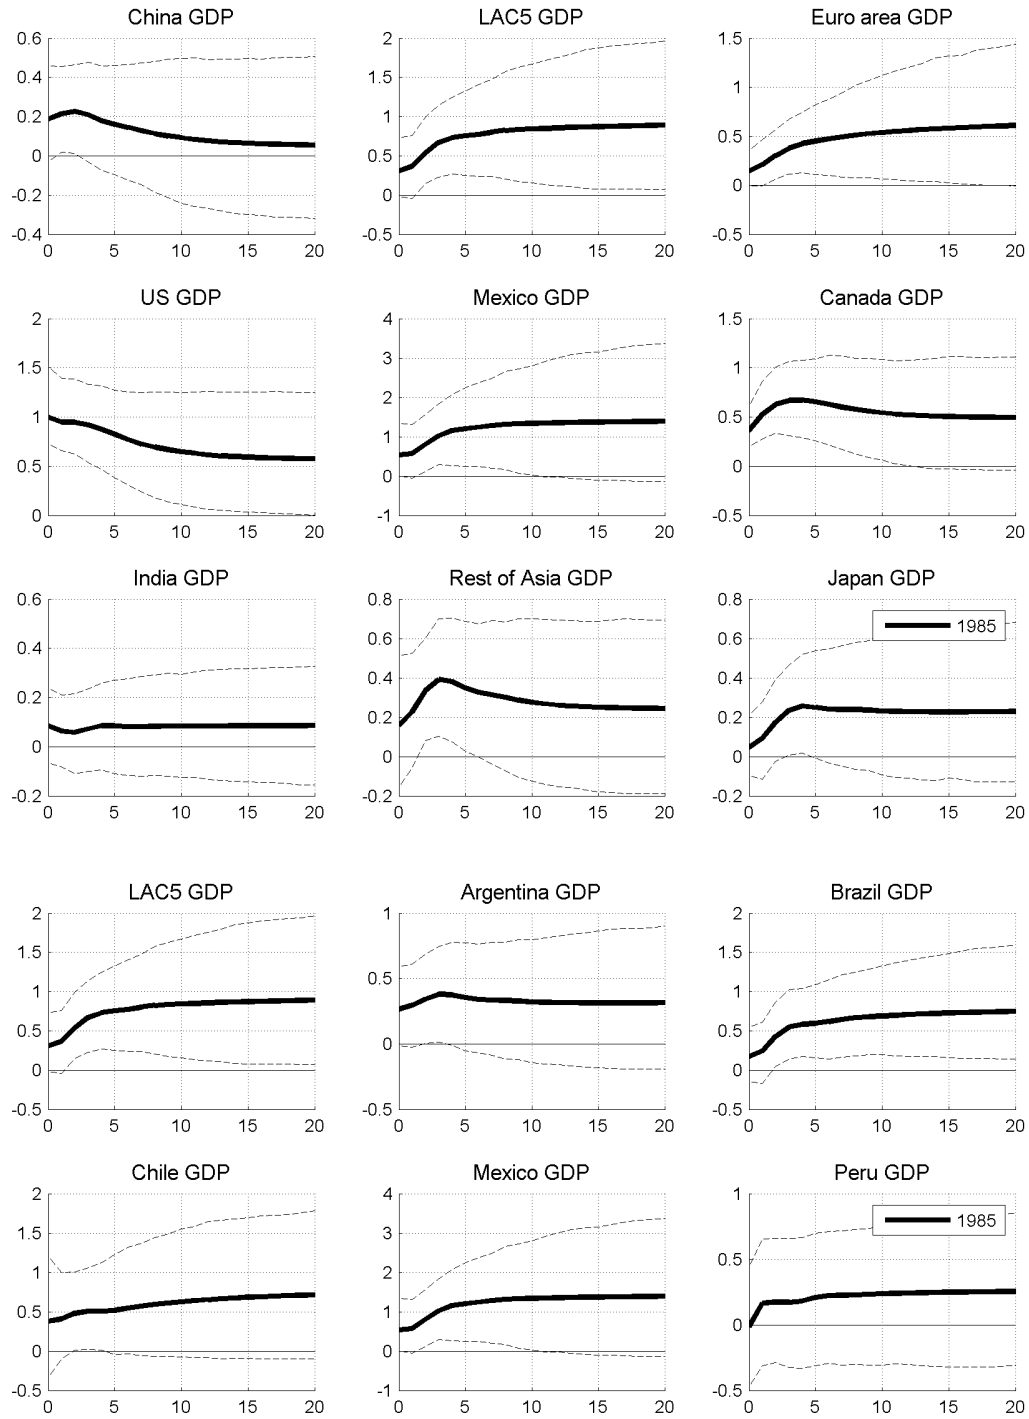 China GDP LAC5 GDP Euro area GDP
0.6 2 1.5
0.4 1.5 1
0.2 1 0.5
0 0.5 0
-0.2 0
-0.4 -0.5 -0.5
0 5 10 15 20 0 5 10 15 20 0 5 10 15 20
US GDP Mexico GDP Canada GDP
2 4 1.5
1.5 3 1
1 2 0.5
0.5 1 0
0
0 -1 -0.5
0 5 10 15 20 0 5 10 15 20 0 5 10 15 20
India GDP Rest of Asia GDP Japan GDP
0.6 0.8 0.8
1985
0.4 0.6 0.6
0.4 0.4
0.2 0.2 0.2
0 0 0
-0.2 -0.2 -0.2
0 5 10 15 20 0 5 10 15 20 0 5 10 15 20
LAC5 GDP Argentina GDP Brazil GDP
2 1 2
1.5 1.5
1 0.5 1
0.5 0 0.5
0 0
-0.5 -0.5 -0.5
0 5 10 15 20 0 5 10 15 20 0 5 10 15 20
Chile GDP Mexico GDP Peru GDP
2 4 1
1985
1.5 3
1 2 0.5
0.5 1 0
0 0
-0.5 -1 -0.5
0 5 10 15 20 0 5 10 15 20 0 5 10 15 20